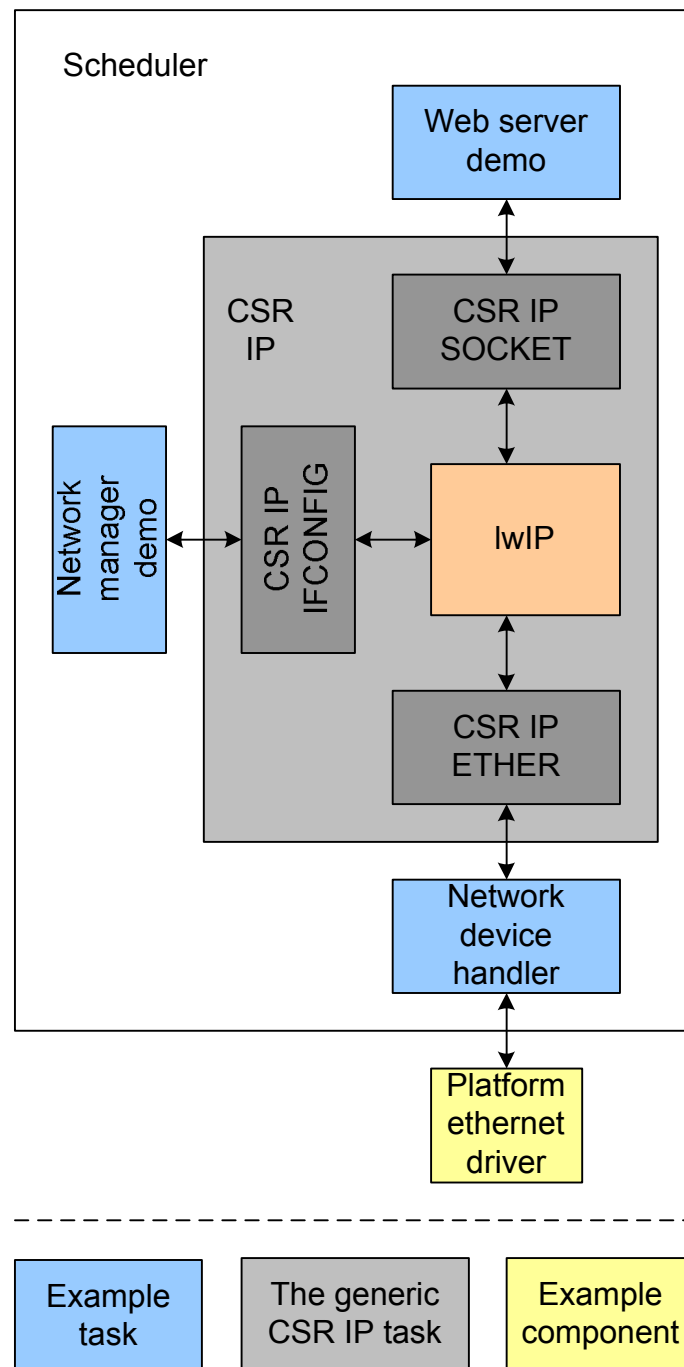 Scheduler
Web server
demo
CSR
IP
CSR IP
SOCKET
Network
manager
demo
CSR IP
IFCONFIG
lwIP
CSR IP
ETHER
Network
device
handler
Platform
ethernet
driver
Example
task
The generic
CSR IP task
Example
component